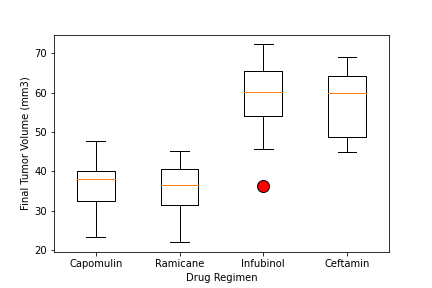 70
60
50
40
30
20
Final Tumor Volume (mm3)
Capomulin Ramicane Infubinol Ceftamin
Drug Regimen